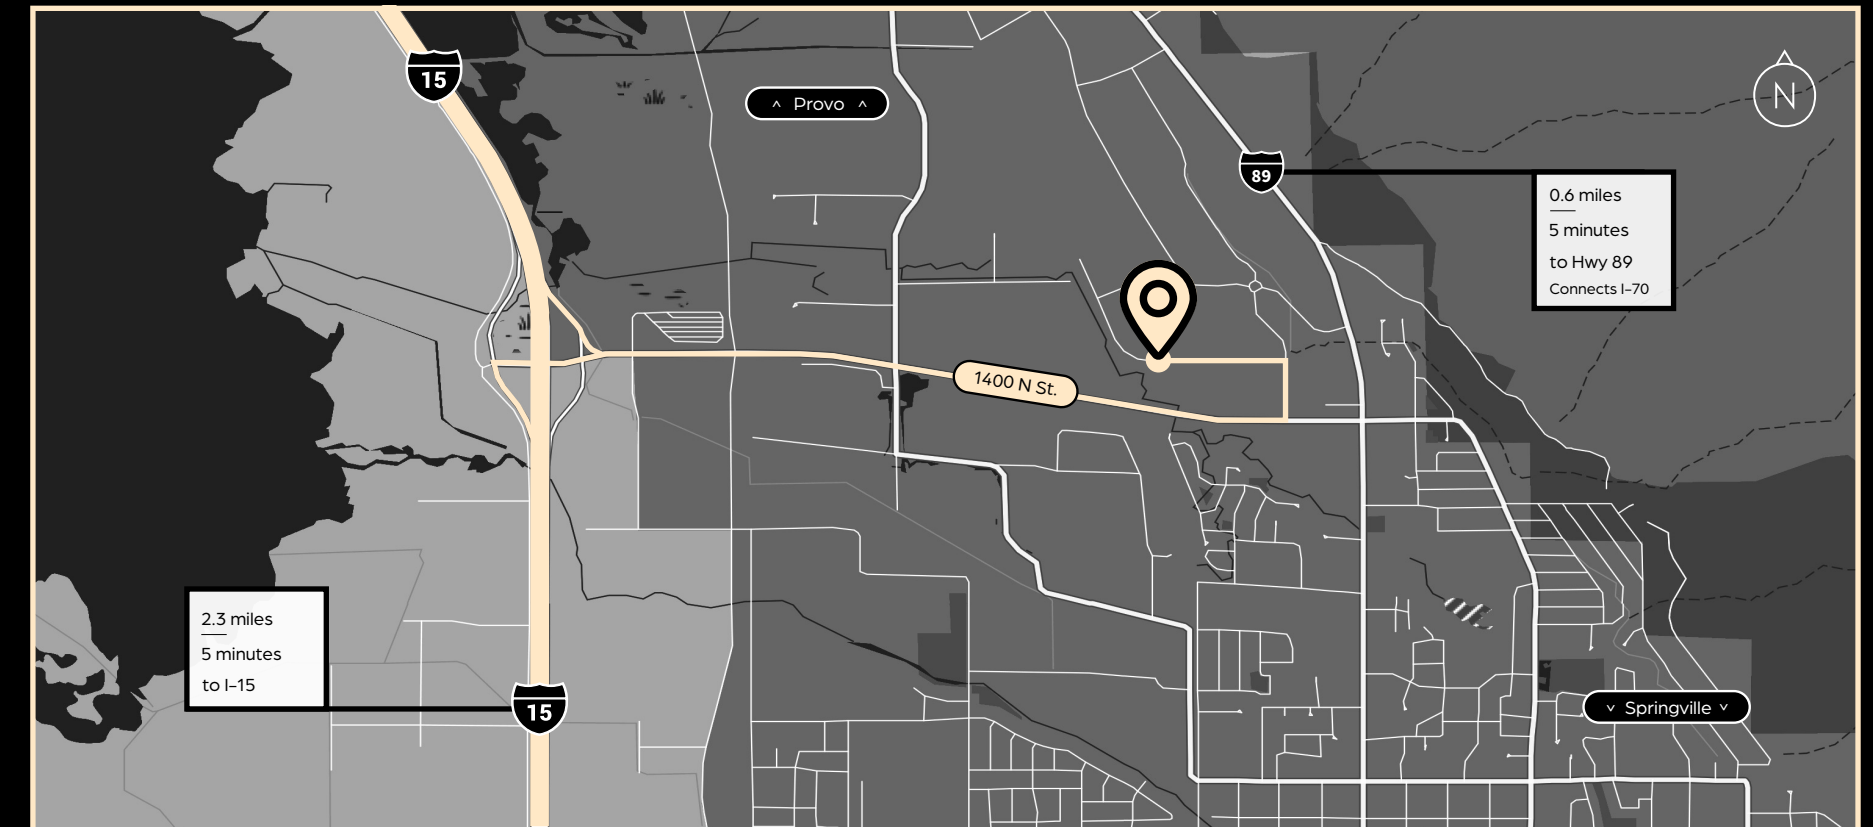 15
^ Provo ^
N
89
0.6 miles
5 minutes
to Hwy 89
Connects I-70
1400 N St.
2.3 miles
5 minutes
to I-15
15
˅ Springville ˅